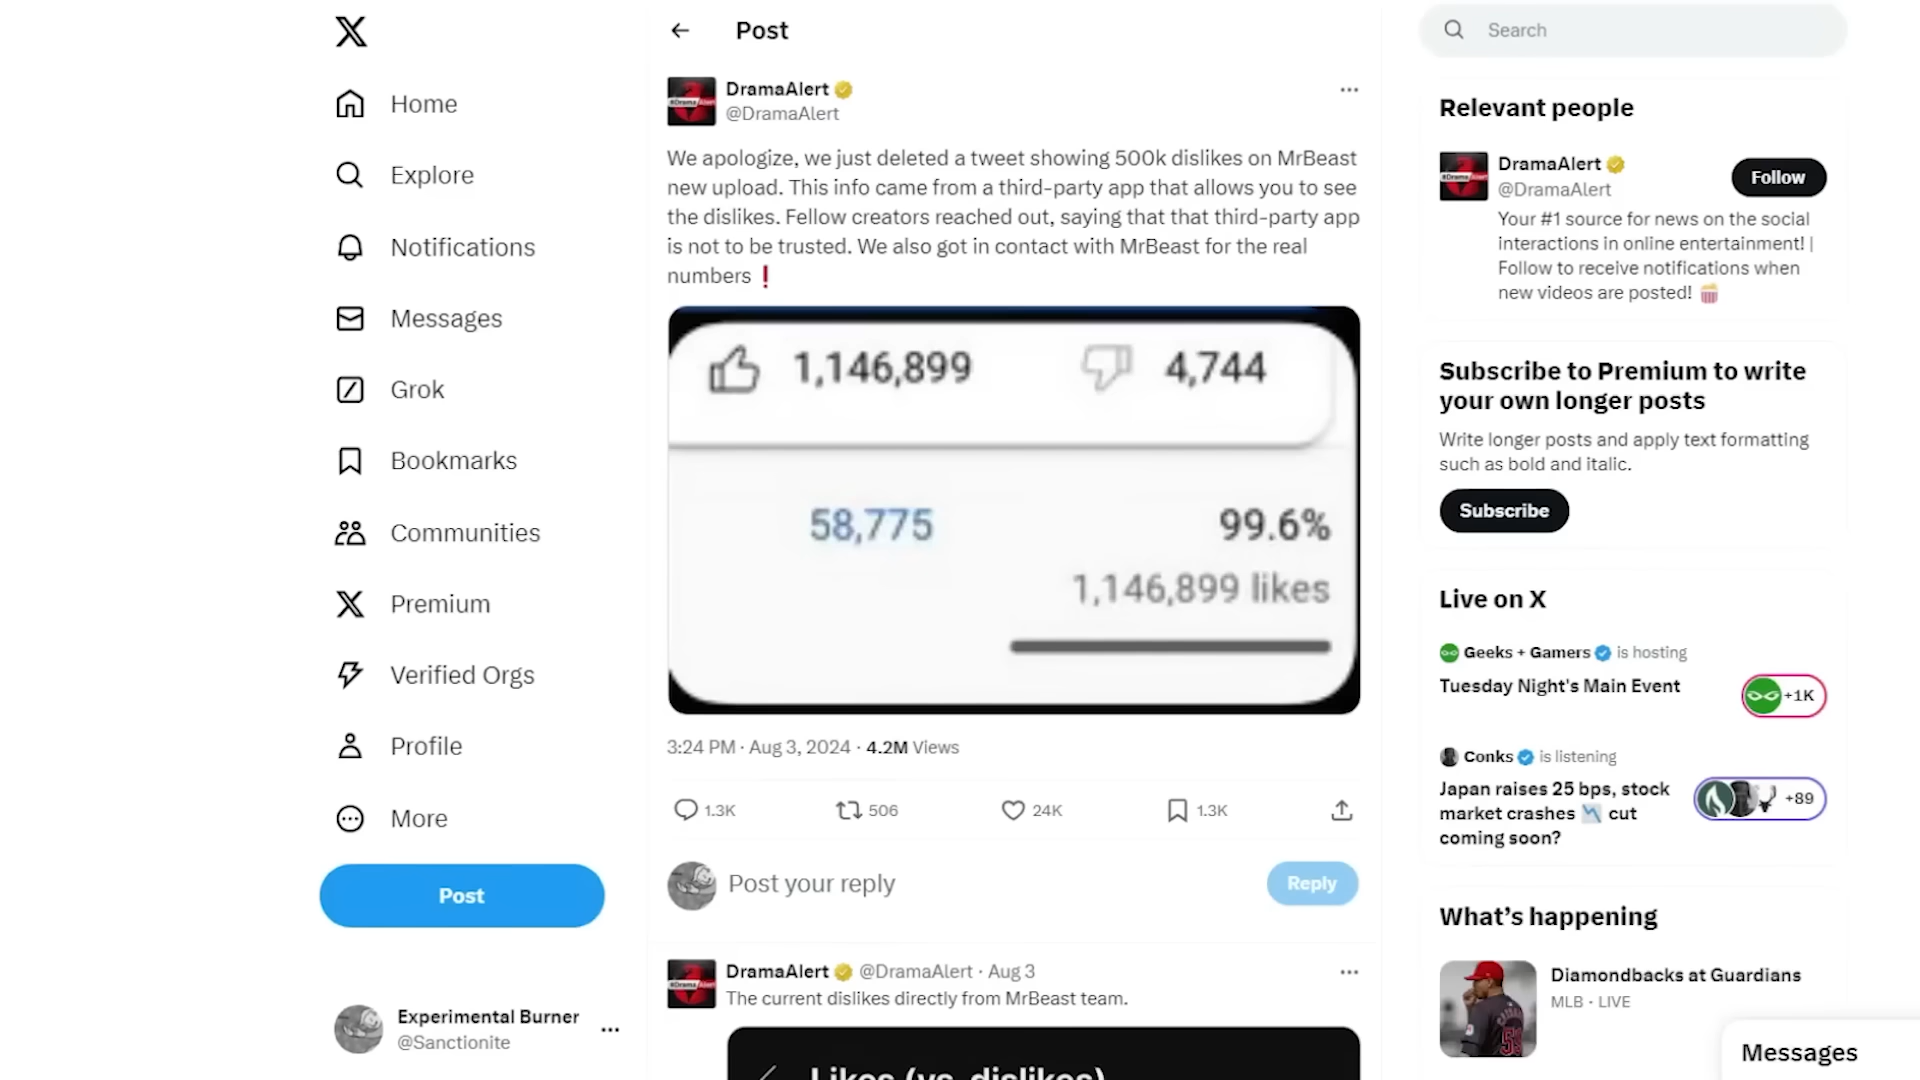 Home
Explore
Notifications
Messages
Grok
Bookmarks
Communities
Premium
Verified Orgs
Profile
More
Post
Experimental Burner
@Sanctionite
Post
DramaAlert
@DramaAlert
We apologize, we just deleted a tweet showing 500k dislikes on MrBeast
new upload. This info came from a third-party app that allows you to see
the dislikes. Fellow creators reached out, saying that that third-party app
is not to be trusted. We also got in contact with MrBeast for the real
numbers❗
1,146,899 4,744
58,775 99.6%
1,146,899 likes
3:24 PM · Aug 3, 2024 · 4.2M Views
1.3K 506 24K 1.3K
Post your reply Reply
DramaAlert @DramaAlert · Aug 3
The current dislikes directly from MrBeast team.
Likes (vs. dislikes)
Search
Relevant people
DramaAlert
@DramaAlert
Follow
Your #1 source for news on the social
interactions in online entertainment! |
Follow to receive notifications when
new videos are posted! 🍿
Subscribe to Premium to write
your own longer posts
Write longer posts and apply text formatting
such as bold and italic.
Subscribe
Live on X
Geeks + Gamers is hosting
Tuesday Night's Main Event
+1K
Conks is listening
Japan raises 25 bps, stock
market crashes 📉 cut
coming soon?
+89
What's happening
Diamondbacks at Guardians
MLB · LIVE
Messages